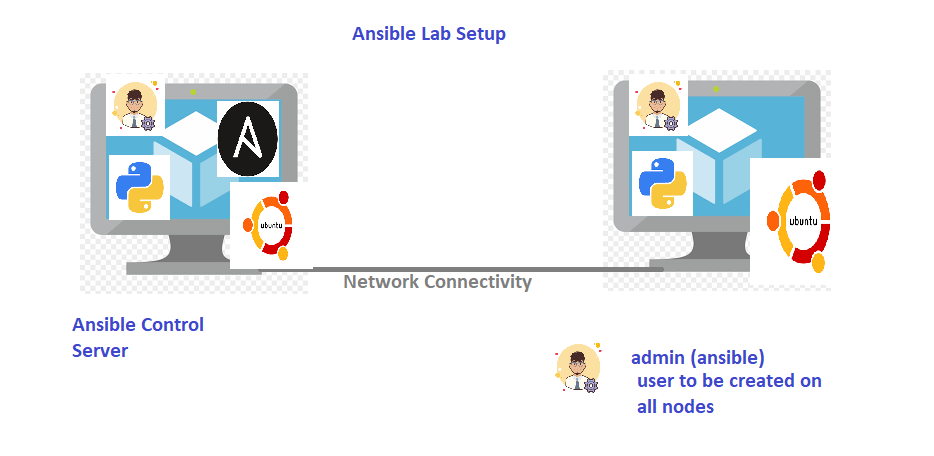 Ansible Lab Setup
ubuntu
ubuntu
Network Connectivity
Ansible Control
Server
admin (ansible)
user to be created on
all nodes